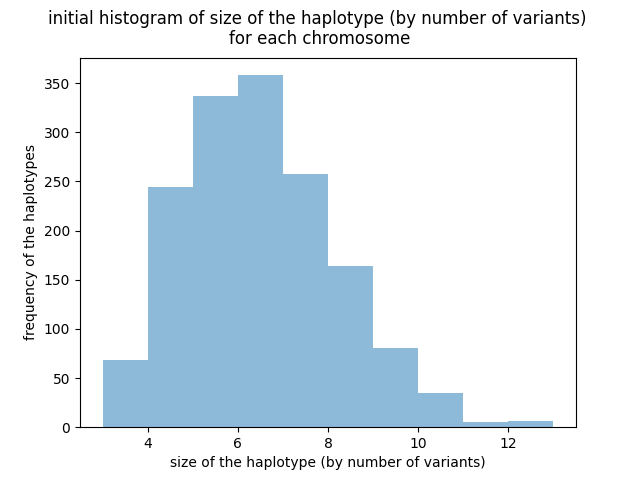 initial histogram of size of the haplotype (by number of variants)
for each chromosome
frequency of the haplotypes
350
300
250
200
150
100
50
0
4 6 8 10 12
size of the haplotype (by number of variants)